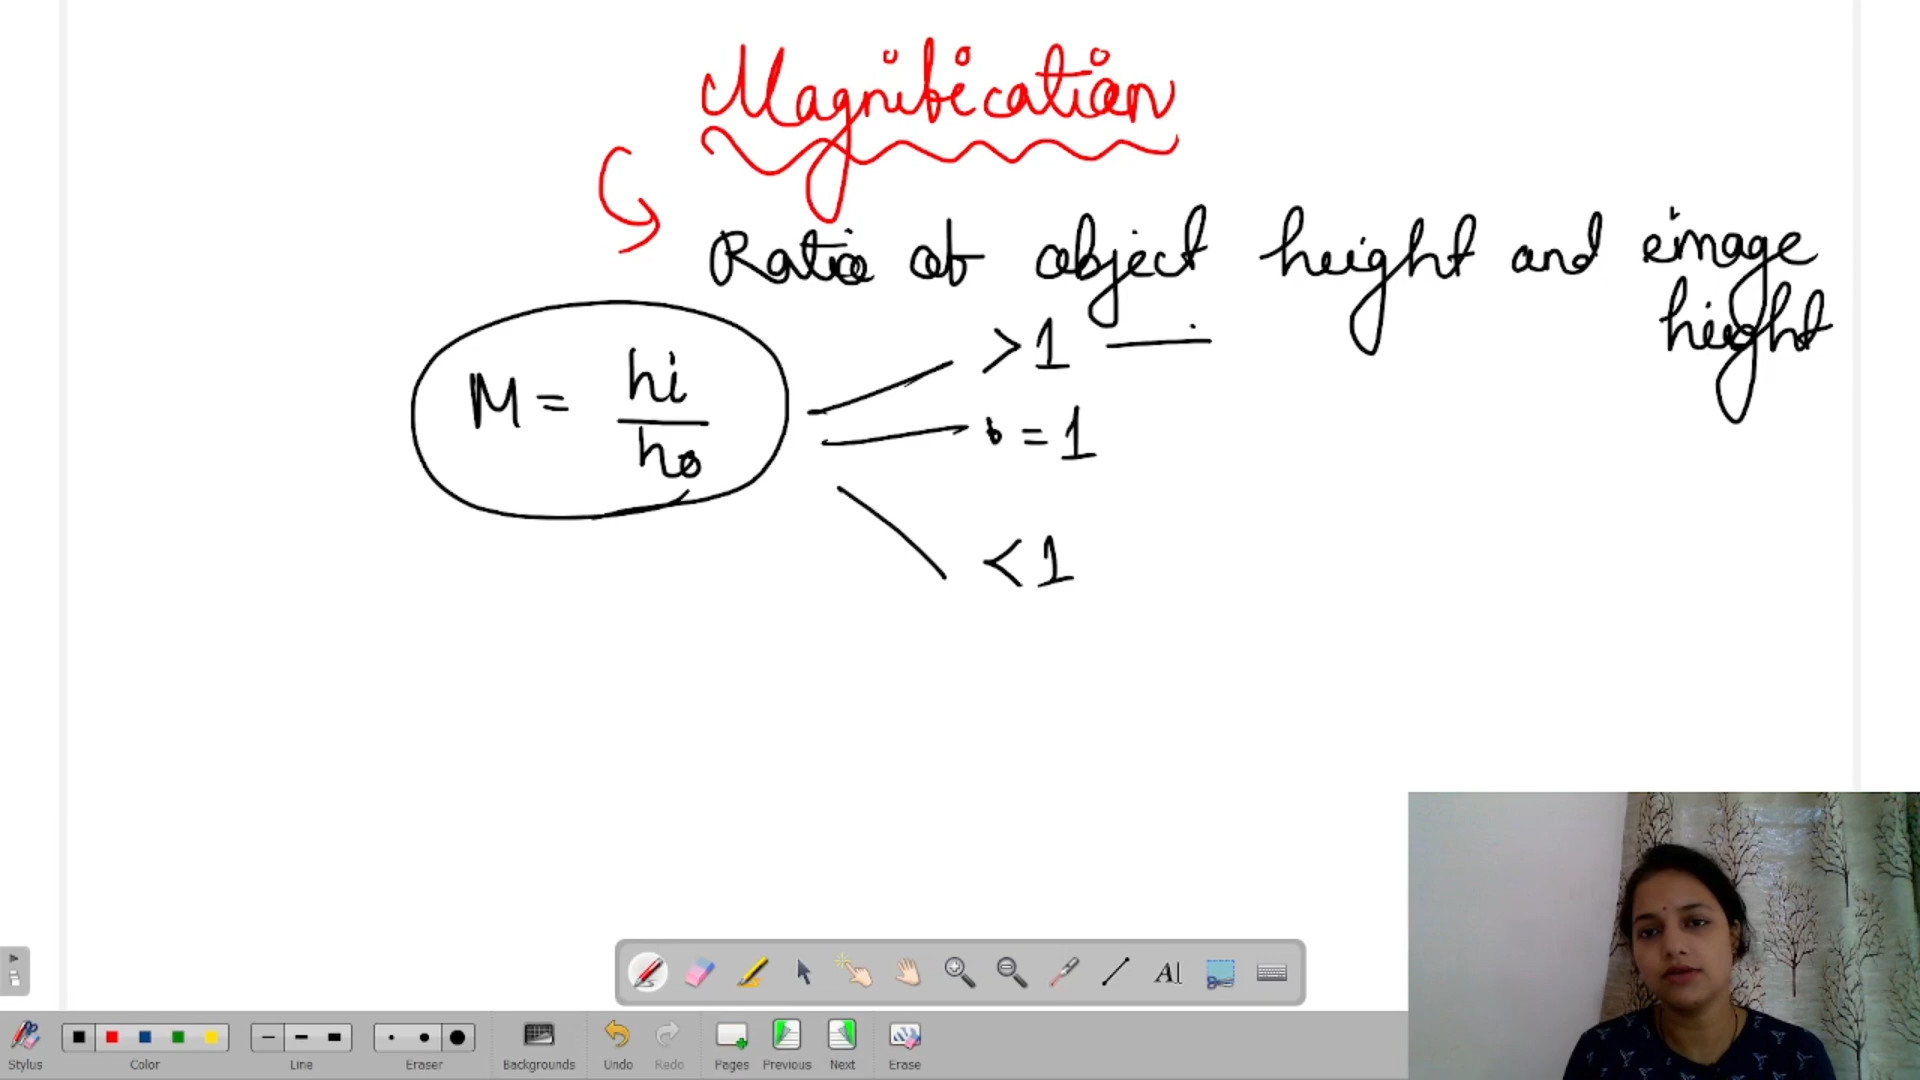 Magnification
Ratio of object height and image
height
M = hi/ho
>1
= 1
<1
AI
Stylus
Color
Line
Eraser
Backgrounds
Undo
Redo
Pages
Previous
Next
Erase